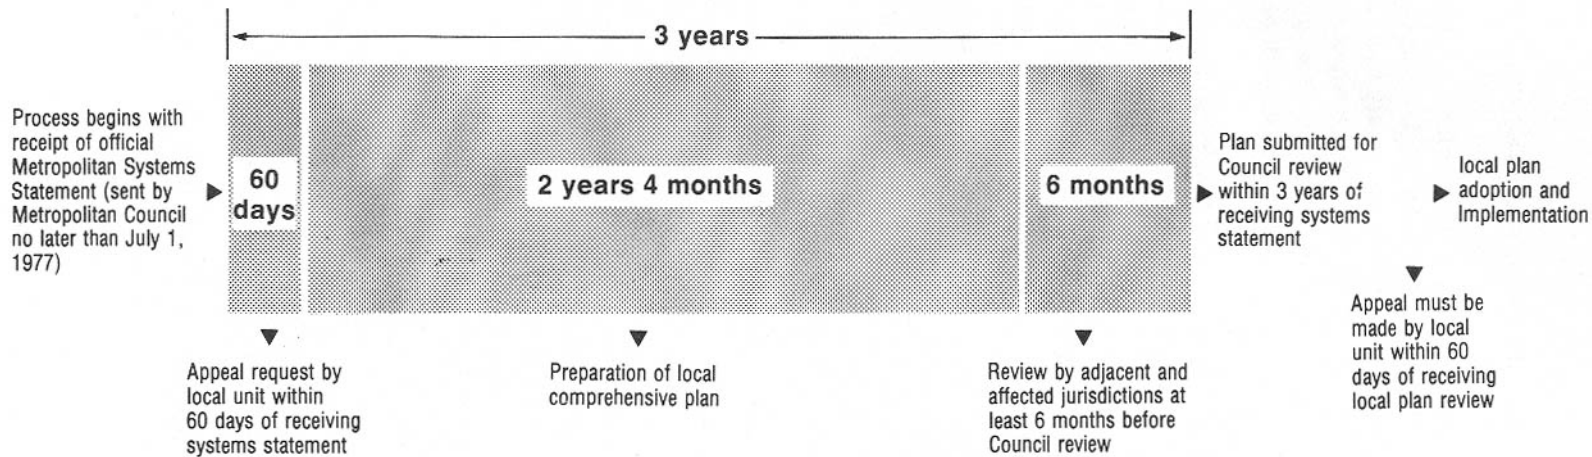 3 years
Process begins with
receipt of official
Metropolitan Systems
Statement (sent by
Metropolitan Council
no later than July 1,
1977)
60
days
2 years 4 months
6 months
Plan submitted for
Council review
within 3 years of
receiving systems
statement
local plan
adoption and
Implementation
Appeal request by
local unit within
60 days of receiving
systems statement
Preparation of local
comprehensive plan
Review by adjacent and
affected jurisdictions at
least 6 months before
Council review
Appeal must be
made by local
unit within 60
days of receiving
local plan review